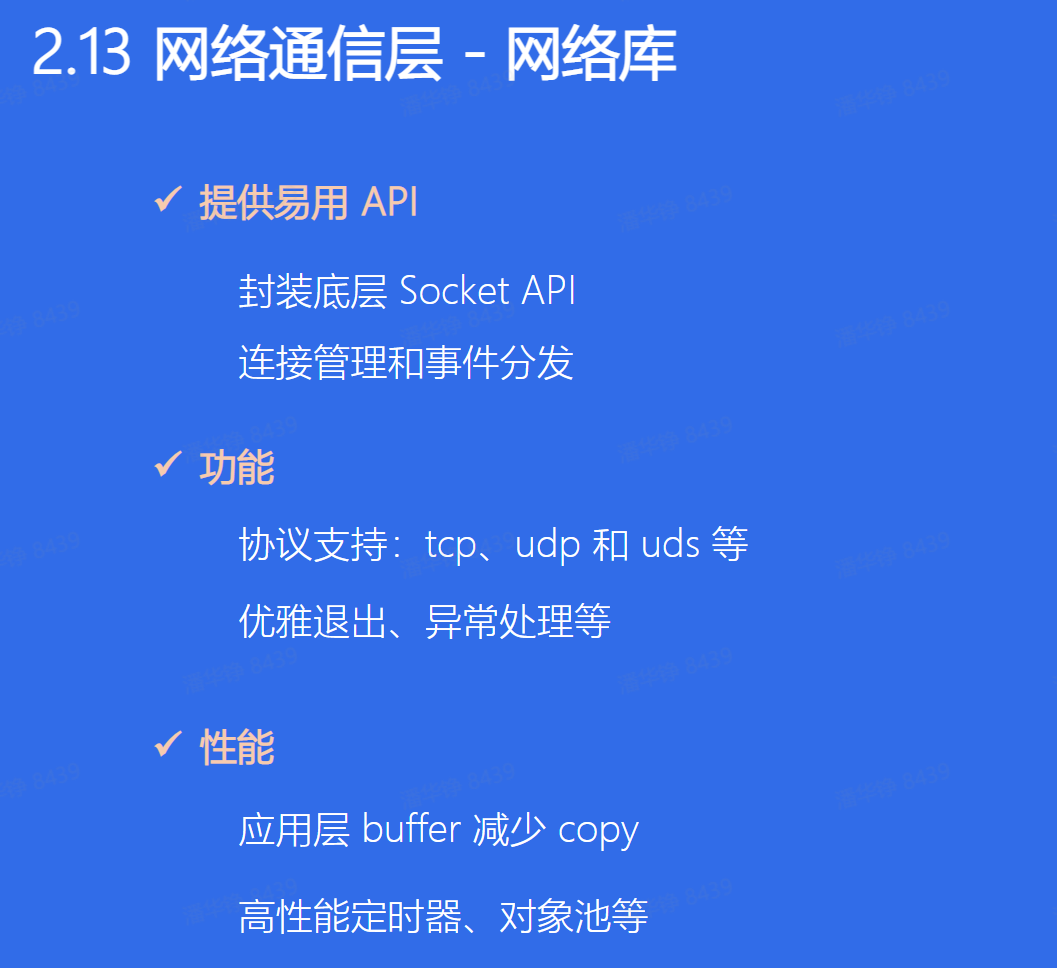 2.13 网络通信层 - 网络库
✓ 提供易用 API
封装底层 Socket API
连接管理和事件分发
✓ 功能
协议支持：tcp、udp 和 uds 等
优雅退出、异常处理等
✓ 性能
应用层 buffer 减少 copy
高性能定时器、对象池等